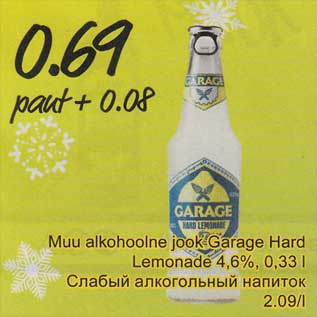 0.69
pant + 0.08
GARAGE
GARAGE
HARD LEMONADE
Muu alkohoolne jook Garage Hard
Lemonade 4,6%, 0,33 l
Слабый алкогольный напиток
2.09/l